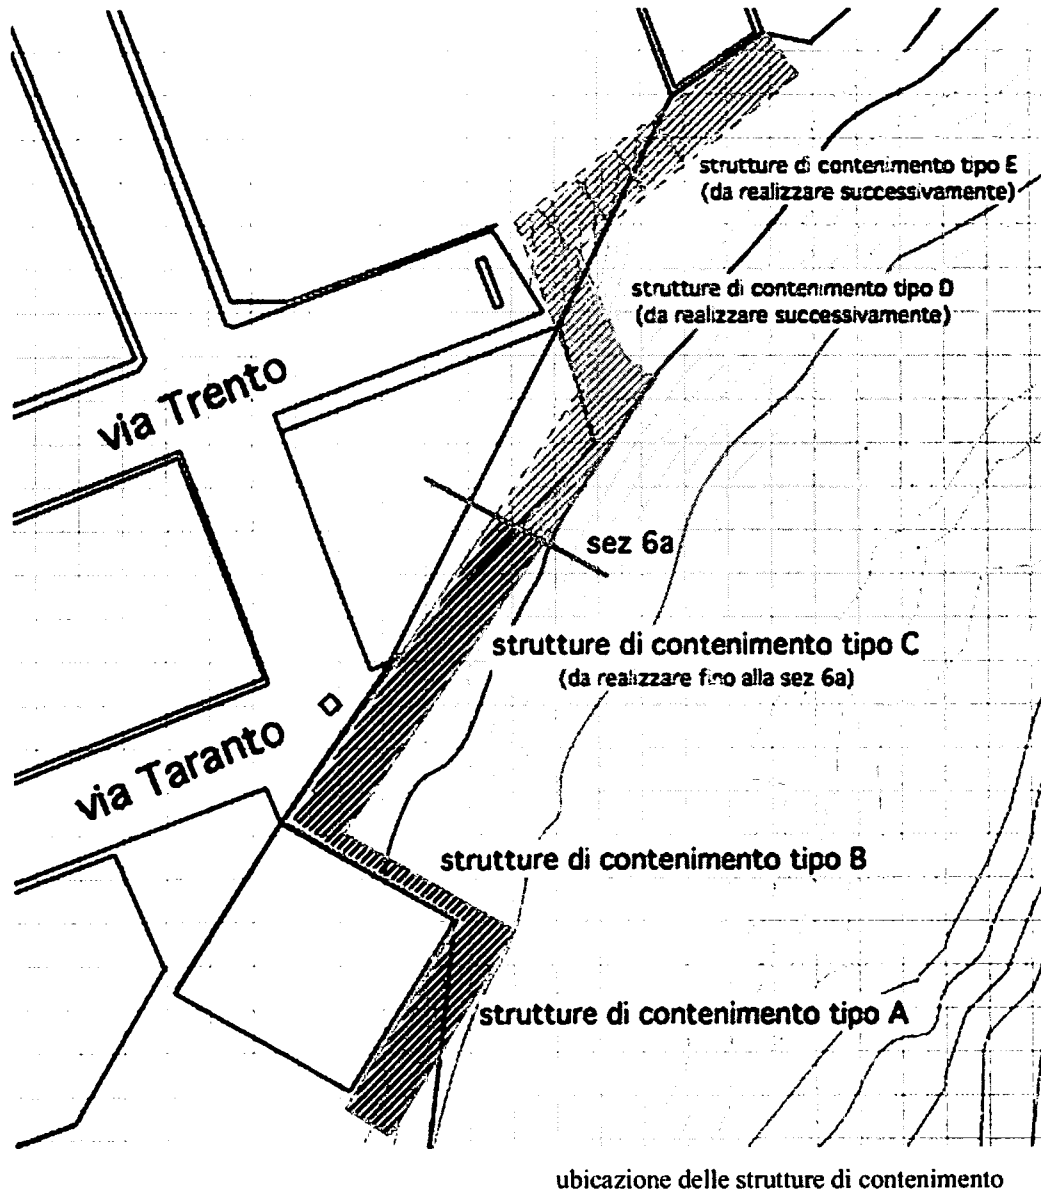 strutture di contenimento tipo E
(da realizzare successivamente)
strutture di contenimento tipo D
(da realizzare successivamente)
via Trento
sez 6a
strutture di contenimento tipo C
(da realizzare fino alla sez 6a)
via Taranto
strutture di contenimento tipo B
strutture di contenimento tipo A
ubicazione delle strutture di contenimento